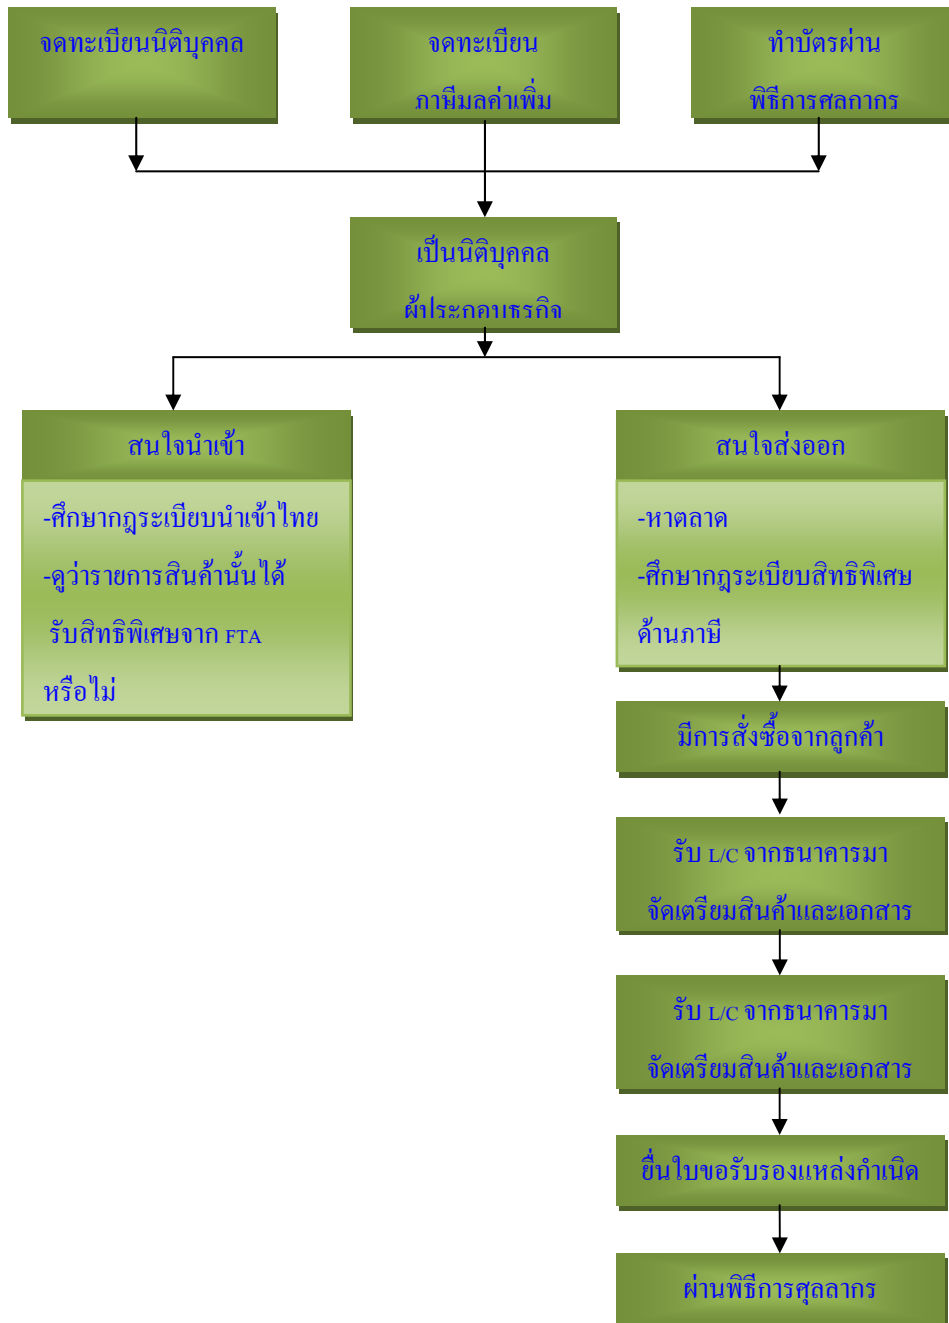 จดทะเบียนนิติบุคคล
จดทะเบียน
ภาษีมูลค่าเพิ่ม
ทำบัตรผ่าน
พิธีการศุลกากร
เป็นนิติบุคคล
ผู้ประกอบธุรกิจ
สนใจนำเข้า
-ศึกษากฎระเบียบนำเข้าไทย
-ดูว่ารายการสินค้านั้นได้
รับสิทธิพิเศษจาก FTA
หรือไม่
สนใจส่งออก
-หาตลาด
-ศึกษากฎระเบียบสิทธิพิเศษ
ด้านภาษี
มีการสั่งซื้อจากลูกค้า
รับ L/C จากธนาคารมา
จัดเตรียมสินค้าและเอกสาร
รับ L/C จากธนาคารมา
จัดเตรียมสินค้าและเอกสาร
ยื่นใบขอรับรองแหล่งกำเนิด
ผ่านพิธีการศุลลากร